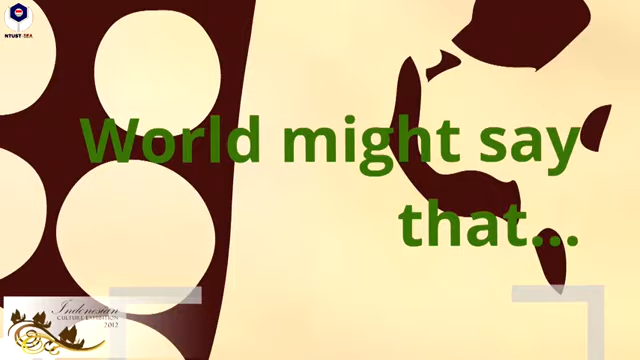 NTUST-ISA
World might say
that...
Indonesian
CULTURE EXHIBITION
2012